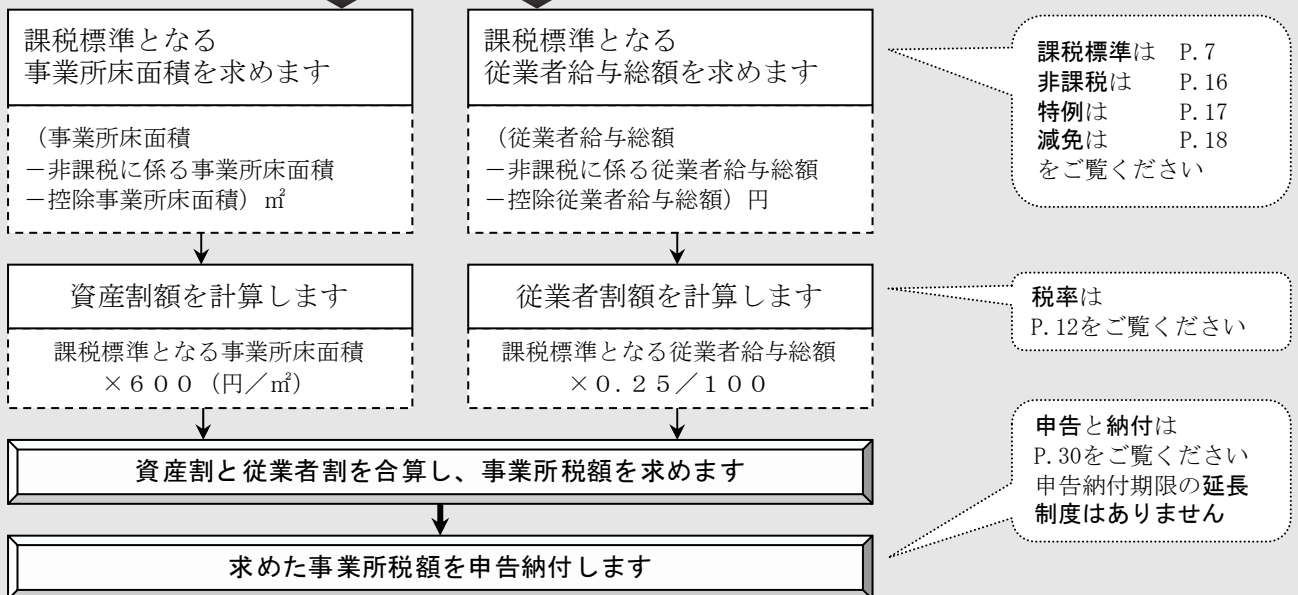 課税標準となる
事業所床面積を求めます
(事業所床面積
－非課税に係る事業所床面積
－控除事業所床面積)㎡
資産割額を計算します
課税標準となる事業所床面積
×６００(円／㎡)
課税標準となる
従業者給与総額を求めます
(従業者給与総額
－非課税に係る従業者給与総額
－控除従業者給与総額)円
従業者割額を計算します
課税標準となる従業者給与総額
×０.２５／１００
資産割と従業者割を合算し、事業所税額を求めます
求めた事業所税額を申告納付します
課税標準は P.7
非課税は P.16
特例は P.17
減免は P.18
をご覧ください
税率は
P.12をご覧ください
申告と納付は
P.30をご覧ください
申告納付期限の延長
制度はありません